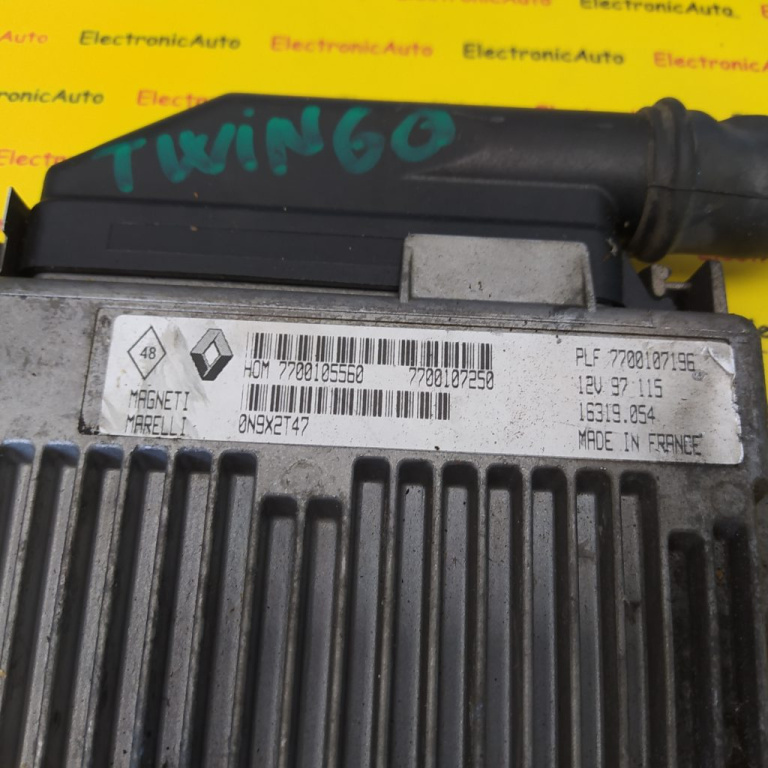 ElectronicAuto ElectronicAuto
ElectronicAuto ElectronicAuto
ElectronicAuto
TWINGO
48
MAGNETI
MARELLI
HOM 7700105560 7700107250
0N9X2T47
PLF 7700107196
12V 97 115
16319.054
MADE IN FRANCE